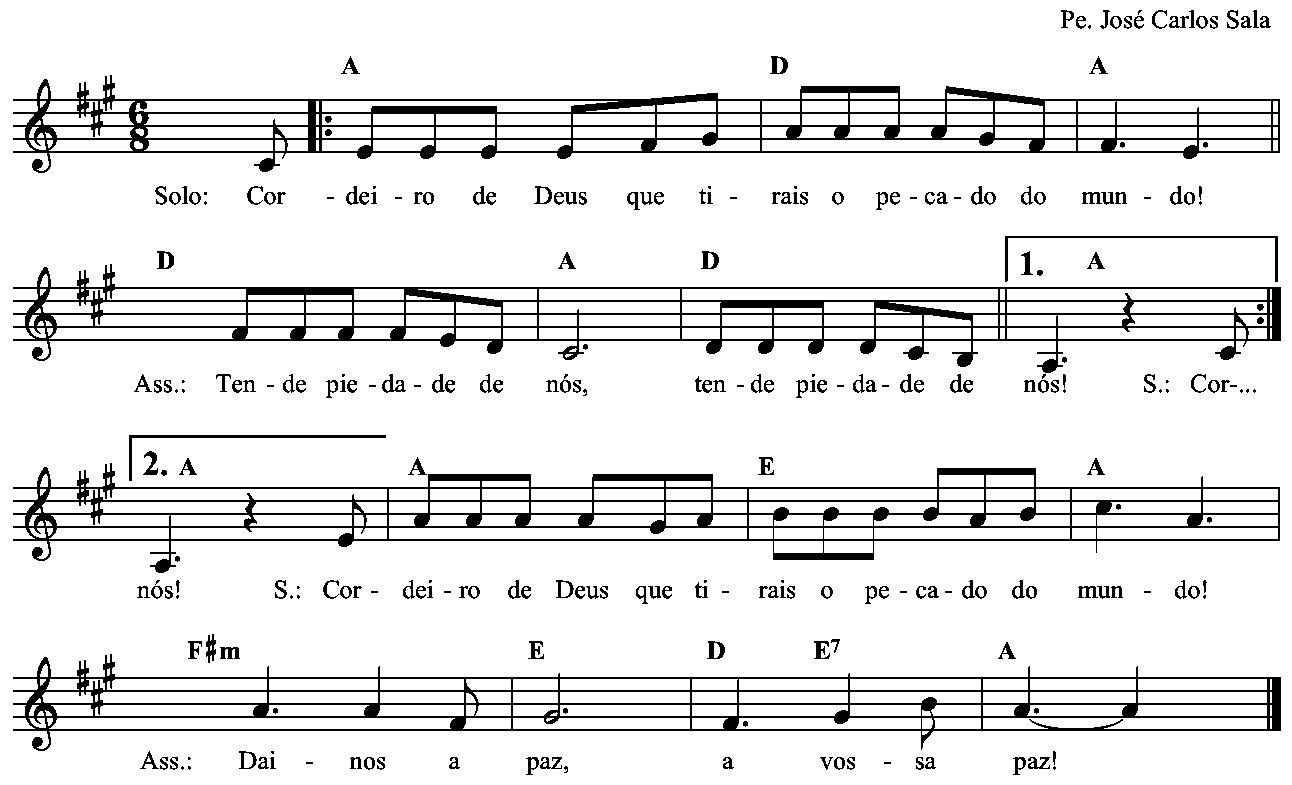 Pe. José Carlos Sala
A D A
6
8
Solo: Cor - dei - ro de Deus que ti - rais o pe - ca - do do mun - do!
D A D 1. A
Ass.: Ten - de pie - da - de de nós, ten - de pie - da - de de nós! S.: Cor-...
2. A A E A
nós! S.: Cor - dei - ro de Deus que ti - rais o pe - ca - do do mun - do!
F#m E D E7 A
Ass.: Dai - nos a paz, a vos - sa paz!